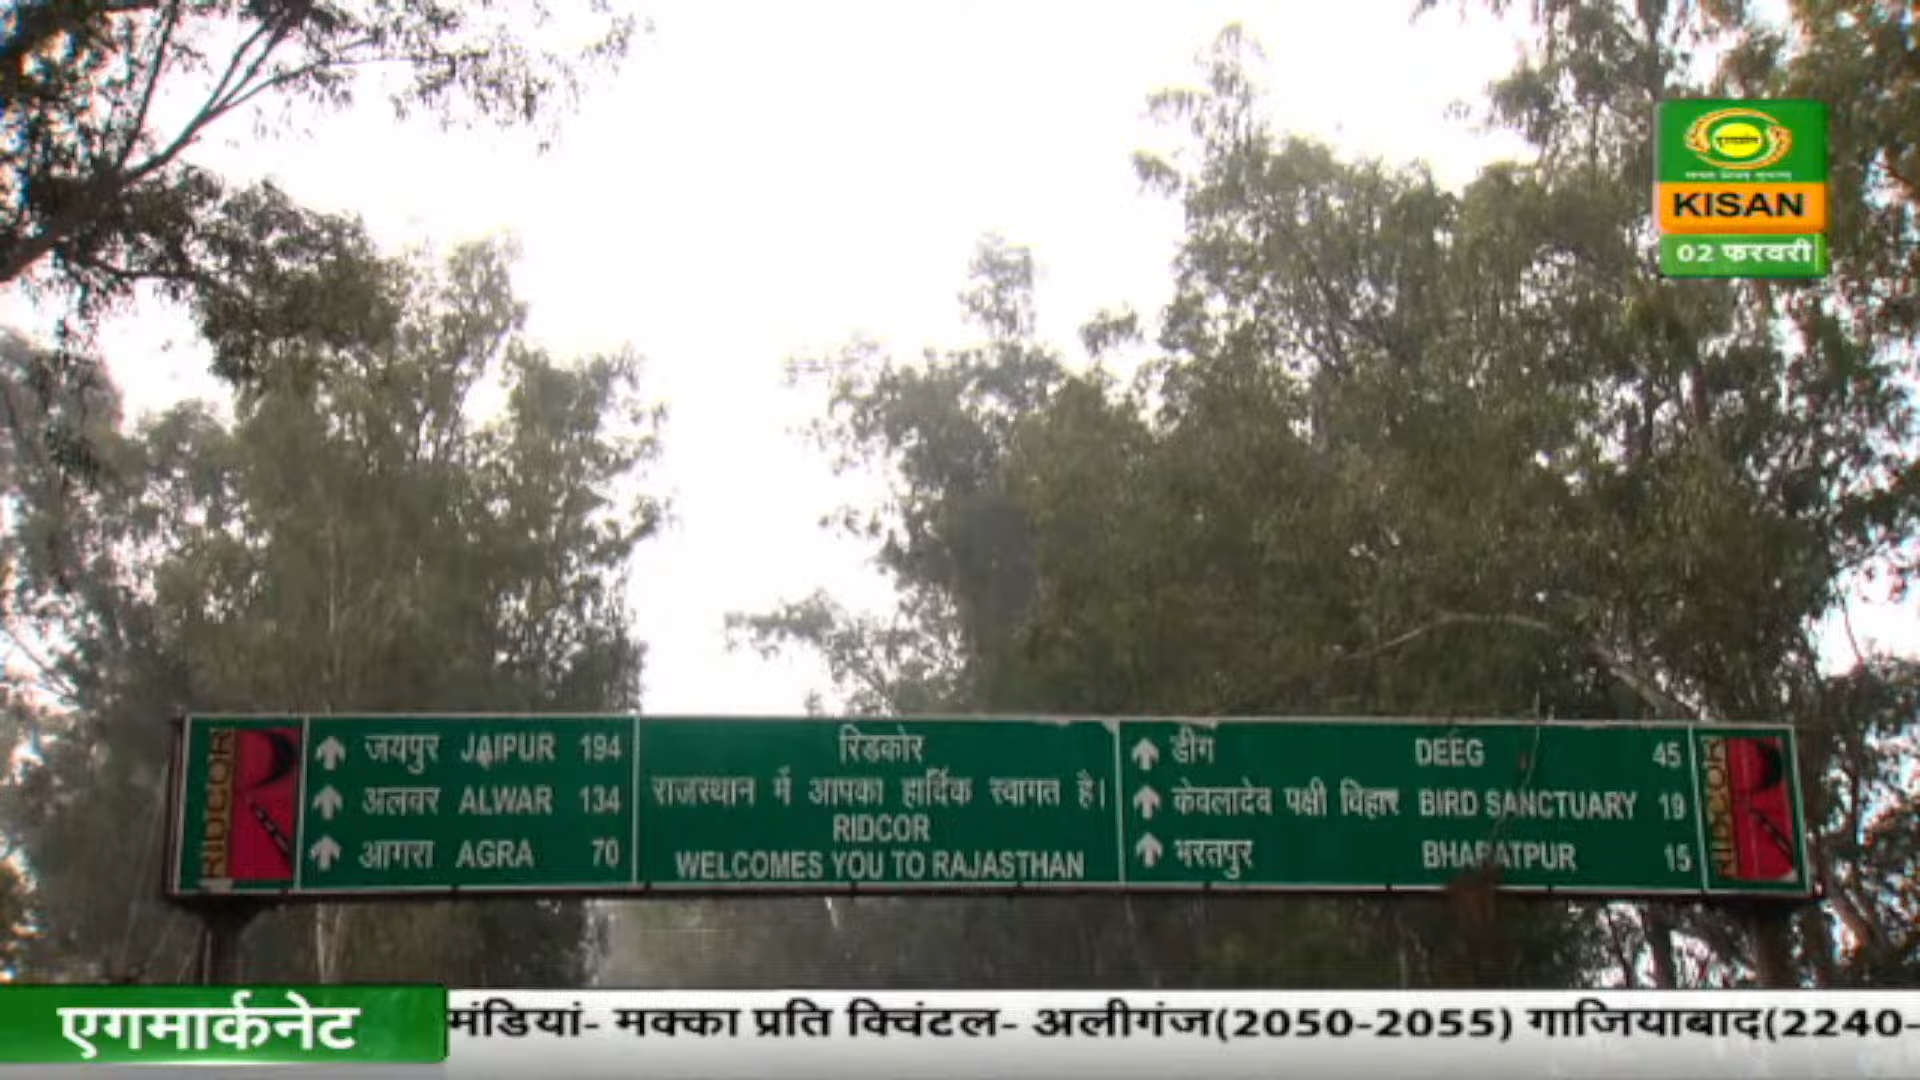 KISAN
02 फरवरी
RIDCOR
जयपुर JAIPUR 194
अलवर ALWAR 134
आगरा AGRA 70
रिडकोर
राजस्थान में आपका हार्दिक स्वागत है।
RIDCOR
WELCOMES YOU TO RAJASTHAN
डीग DEEG 45
केवलादेव पक्षी विहार BIRD SANCTUARY 19
भरतपुर BHARATPUR 15
RIDCOR
एगमार्कनेट
मंडियां- मक्का प्रति क्विंटल- अलीगंज(2050-2055) गाजियाबाद(2240-